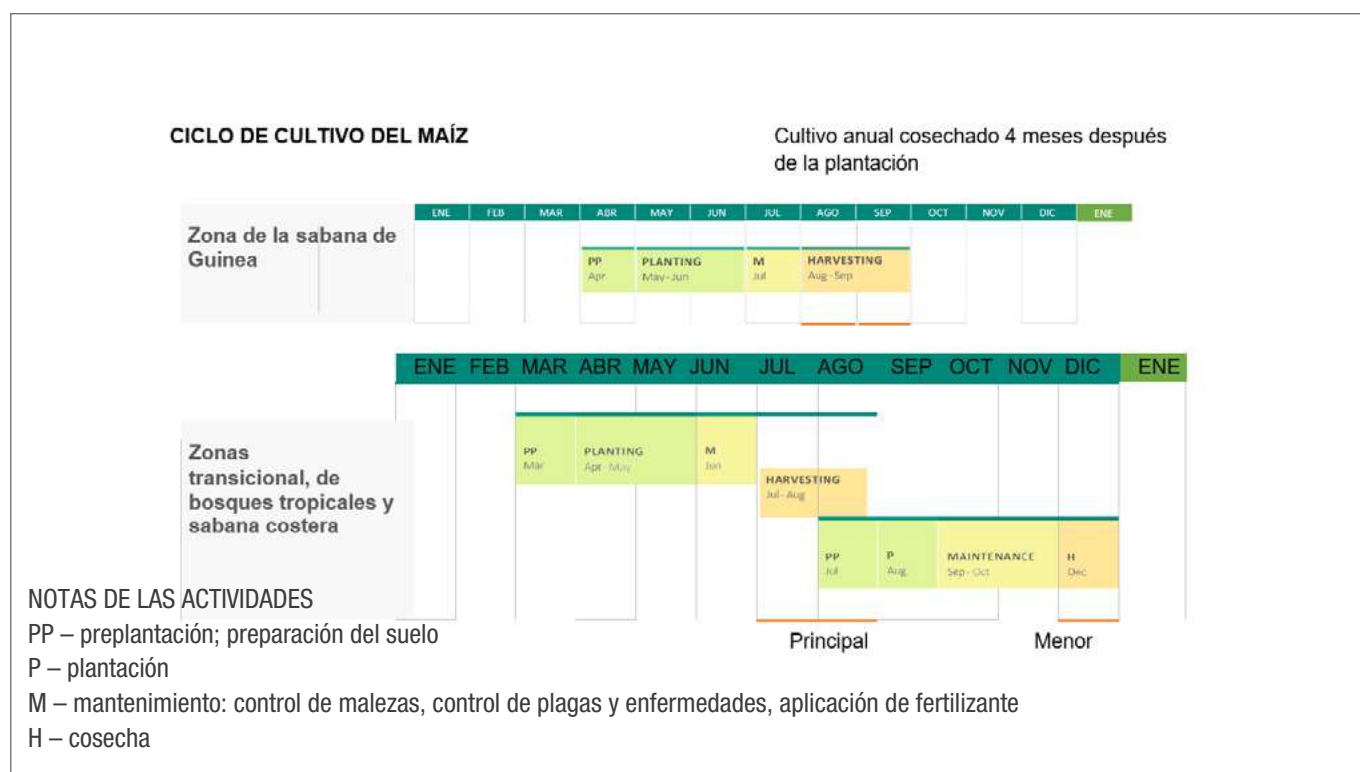 CICLO DE CULTIVO DEL MAÍZ
Cultivo anual cosechado 4 meses después
de la plantación
ENE FEB MAR ABR MAY JUN JUL AGO SEP OCT NOV DIC ENE
Zona de la sabana de
Guinea
PP PLANTING M HARVESTING
Apr May-Jun Jul Aug-Sep
ENE FEB MAR ABR MAY JUN JUL AGO SEP OCT NOV DIC ENE
Zonas
transicional, de
bosques tropicales y
sabana costera
PP PLANTING M
Mar Apr-May Jun
HARVESTING
Jul-Aug
PP P MAINTENANCE H
Jul Aug Sep-Oct Dec
Principal Menor
NOTAS DE LAS ACTIVIDADES
PP – preplantación; preparación del suelo
P – plantación
M – mantenimiento: control de malezas, control de plagas y enfermedades, aplicación de fertilizante
H – cosecha